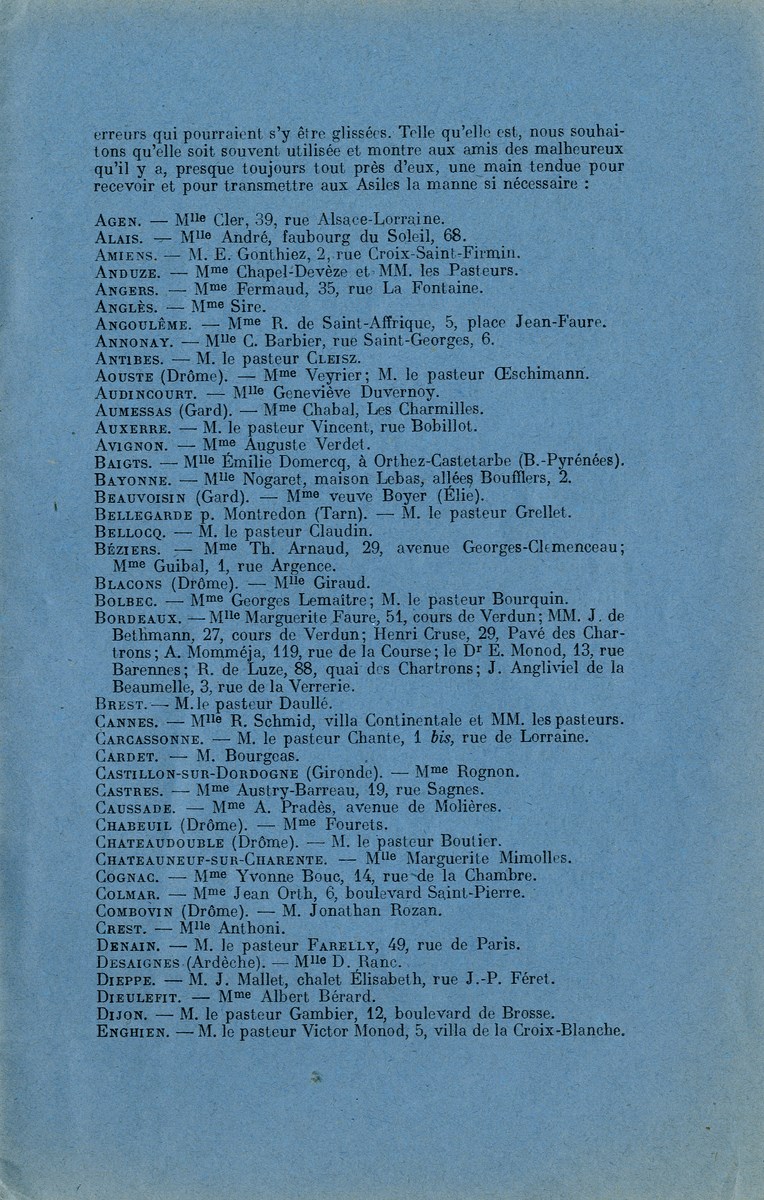 erreurs qui pourraient s'y être glissées. Telle qu'elle est, nous souhai-
tons qu'elle soit souvent utilisée et montre aux amis des malheureux
qu'il y a, presque toujours tout près d'eux, une main tendue pour
recevoir et pour transmettre aux Asiles la manne si nécessaire :
AGEN. — Mlle Cler, 39, rue Alsace-Lorraine.
ALAIS. — Mlle André, faubourg du Soleil, 68.
AMIENS. — M. E. Gonthiez, 2, rue Croix-Saint-Firmin.
ANDUZE. — Mme Chapel-Devèze et MM. les Pasteurs.
ANGERS. — Mme Fermaud, 35, rue La Fontaine.
ANGLÈS. — Mme Sire.
ANGOULÊME. — Mme R. de Saint-Affrique, 5, place Jean-Faure.
ANNONAY. — Mlle C. Barbier, rue Saint-Georges, 6.
ANTIBES. — M. le pasteur CLEISZ.
AOUSTE (Drôme). — Mme Veyrier; M. le pasteur Œschimann.
AUDINCOURT. — Mlle Geneviève Duvernoy.
AUMESSAS (Gard). — Mme Chabal, Les Charmilles.
AUXERRE. — M. le pasteur Vincent, rue Bobillot.
AVIGNON. — Mme Auguste Verdet.
BAIGTS. — Mlle Émilie Domercq, à Orthez-Castetarbe (B.-Pyrénées).
BAYONNE. — Mlle Nogaret, maison Lebas, allées Boufflers, 2.
BEAUVOISIN (Gard). — Mme veuve Boyer (Élie).
BELLEGARDE p. Montredon (Tarn). — M. le pasteur Grellet.
BELLOCQ. — M. le pasteur Claudin.
BÉZIERS. — Mme Th. Arnaud, 29, avenue Georges-Clemenceau;
Mme Guibal, 1, rue Argence.
BLACONS (Drôme). — Mlle Giraud.
BOLBEC. — Mme Georges Lemaître; M. le pasteur Bourquin.
BORDEAUX. — Mlle Marguerite Faure, 51, cours de Verdun; MM. J. de
Bethmann, 27, cours de Verdun; Henri Cruse, 29, Pavé des Char-
trons; A. Momméja, 119, rue de la Course; le Dr E. Monod, 13, rue
Barennes; R. de Luze, 88, quai des Chartrons; J. Angliviel de la
Beaumelle, 3, rue de la Verrerie.
BREST. — M. le pasteur Daullé.
CANNES. — Mlle R. Schmid, villa Continentale et MM. les pasteurs.
CARCASSONNE. — M. le pasteur Chante, 1 bis, rue de Lorraine.
CARDET. — M. Bourgeas.
CASTILLON-SUR-DORDOGNE (Gironde). — Mme Rognon.
CASTRES. — Mme Austry-Barreau, 19, rue Sagnes.
CAUSSADE. — Mme A. Pradès, avenue de Molières.
CHABEUIL (Drôme). — Mme Fourets.
CHATEAUDOUBLE (Drôme). — M. le pasteur Boutier.
CHATEAUNEUF-SUR-CHARENTE. — Mlle Marguerite Mimolles.
COGNAC. — Mme Yvonne Bouc, 14, rue de la Chambre.
COLMAR. — Mme Jean Orth, 6, boulevard Saint-Pierre.
COMBOVIN (Drôme). — M. Jonathan Rozan.
CREST. — Mlle Anthoni.
DENAIN. — M. le pasteur FARELLY, 49, rue de Paris.
DESAIGNES (Ardèche). — Mlle D. Ranc.
DIEPPE. — M. J. Mallet, chalet Élisabeth, rue J.-P. Féret.
DIEULEFIT. — Mme Albert Bérard.
DIJON. — M. le pasteur Gambier, 12, boulevard de Brosse.
ENGHIEN. — M. le pasteur Victor Monod, 5, villa de la Croix-Blanche.